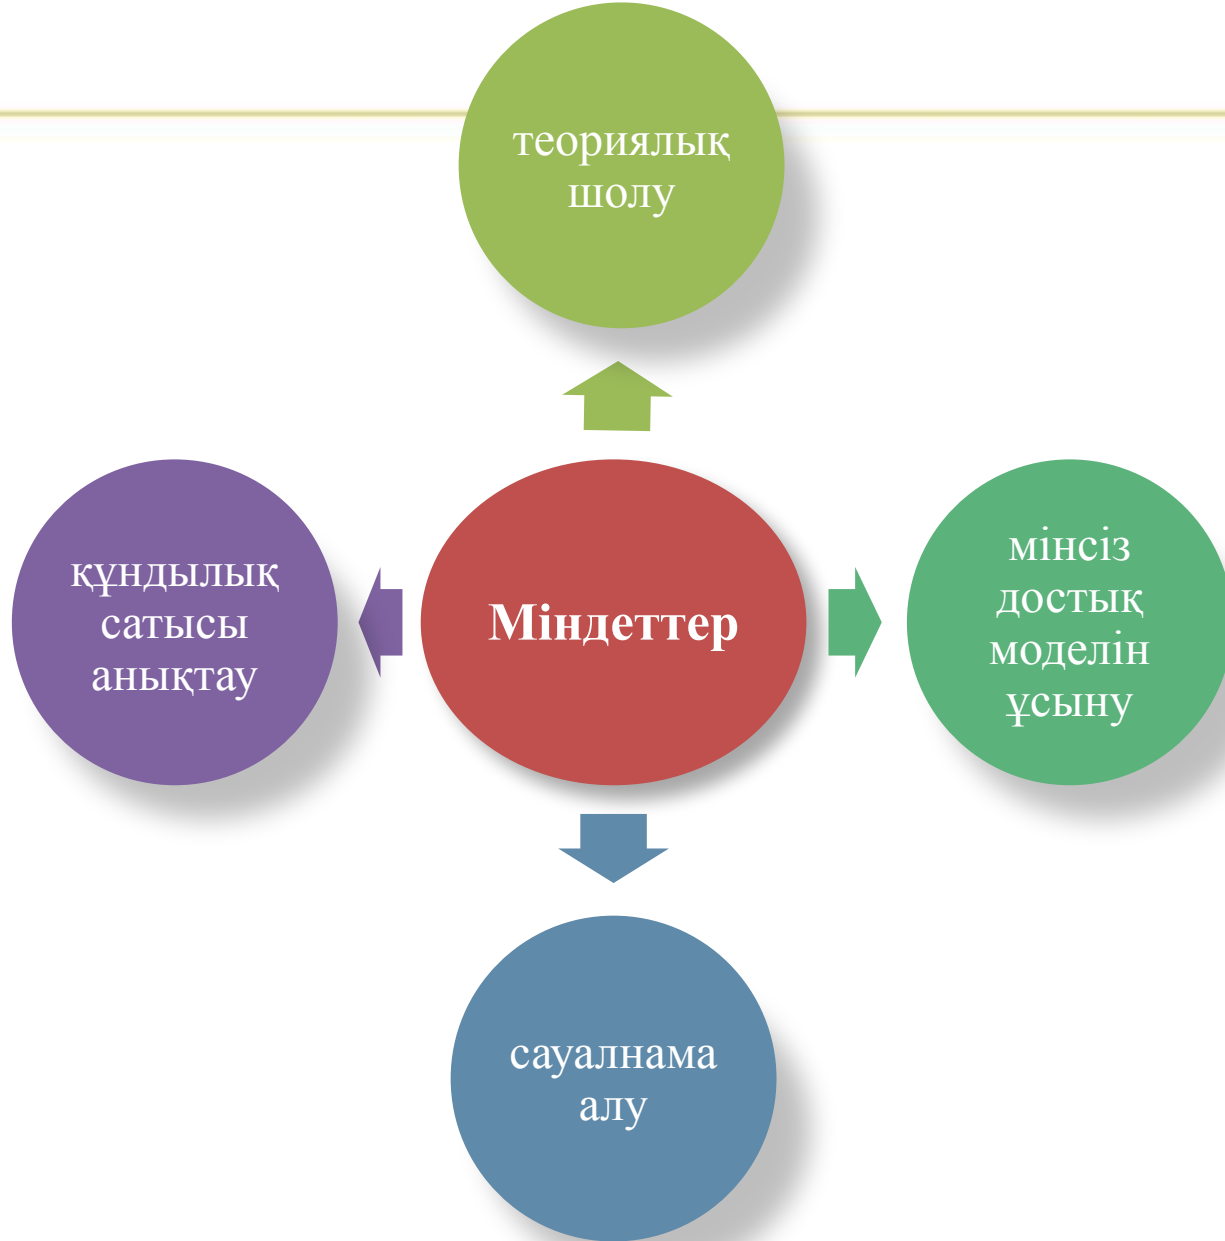 теориялық
шолу
құндылық
сатысы
анықтау
Міндеттер
мінсіз
достық
моделін
ұсыну
сауалнама
алу